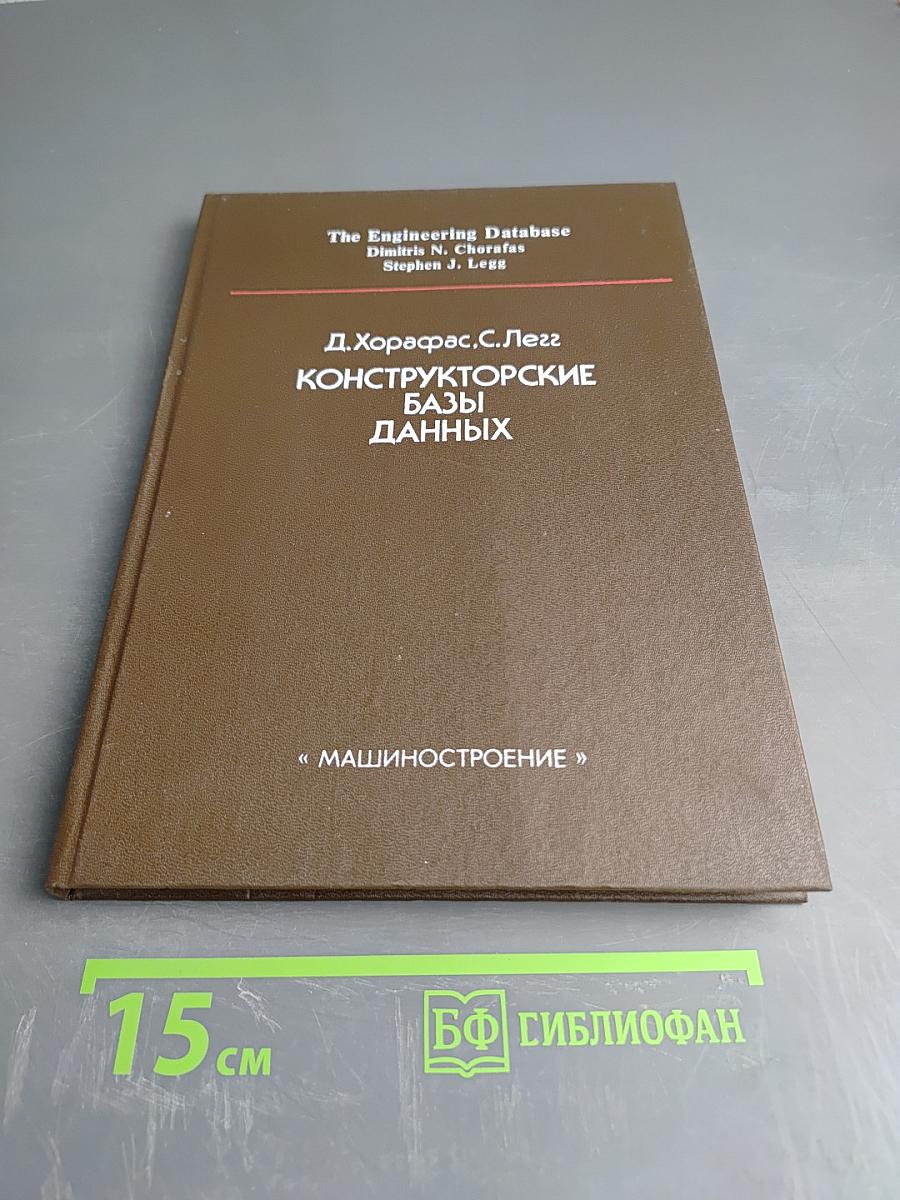 The Engineering Database
Dimitris N. Chorafas
Stephen J. Legg
Д.Хорафас, С.Легг
КОНСТРУКТОРСКИЕ
БАЗЫ
ДАННЫХ
« МАШИНОСТРОЕНИЕ »
15 см
БФ БИБЛИОФАН